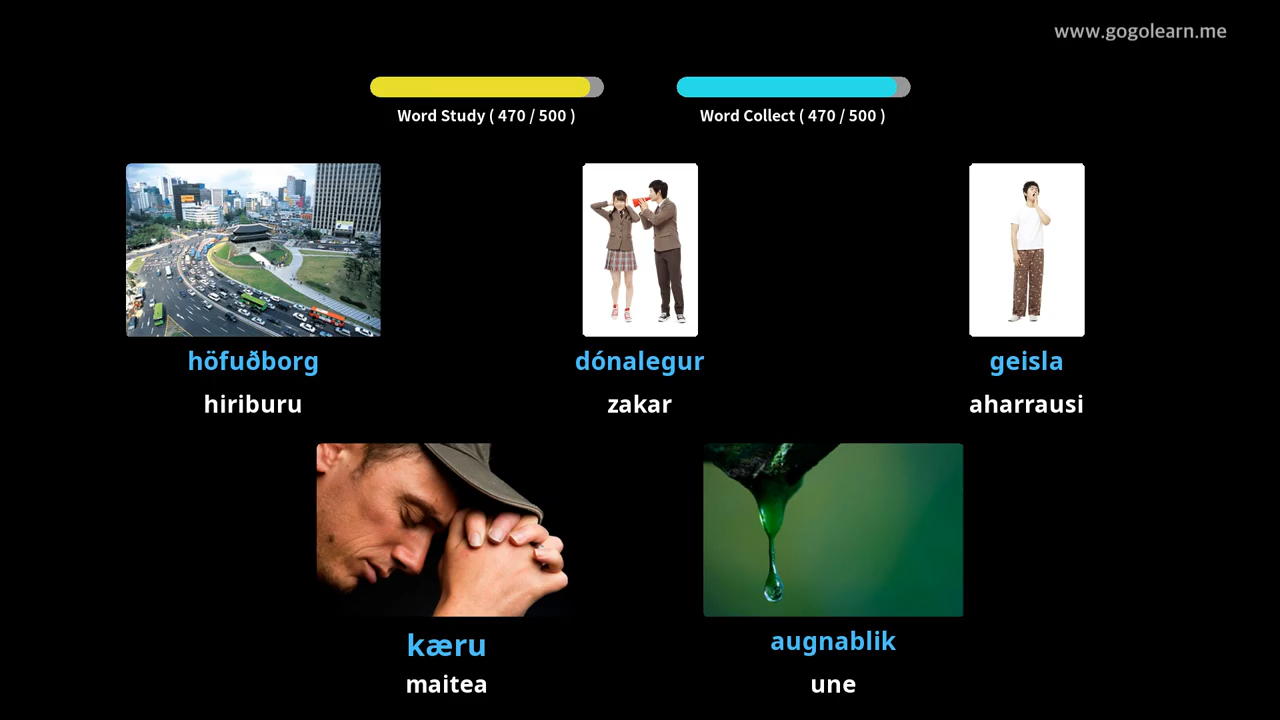 www.gogolearn.me
Word Study ( 470 / 500 )
Word Collect ( 470 / 500 )
höfuðborg
dónalegur
geisla
hiriburu
zakar
aharrausi
kæru
augnablik
maitea
une